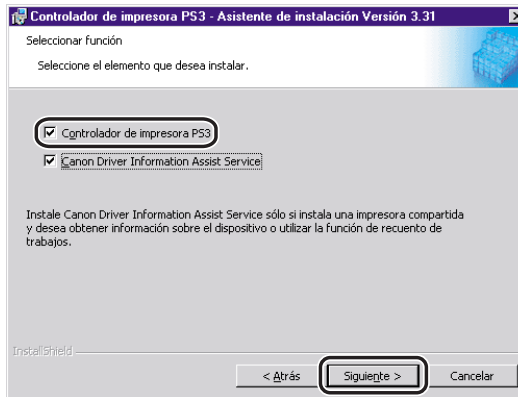 Controlador de impresora PS3 - Asistente de instalación Versión 3.31
Seleccionar función
Seleccione el elemento que desea instalar.
Controlador de impresora PS3
Canon Driver Information Assist Service
Instale Canon Driver Information Assist Service sólo si instala una impresora compartida
y desea obtener información sobre el dispositivo o utilizar la función de recuento de
trabajos.
InstallShield
< Atrás
Siguiente >
Cancelar